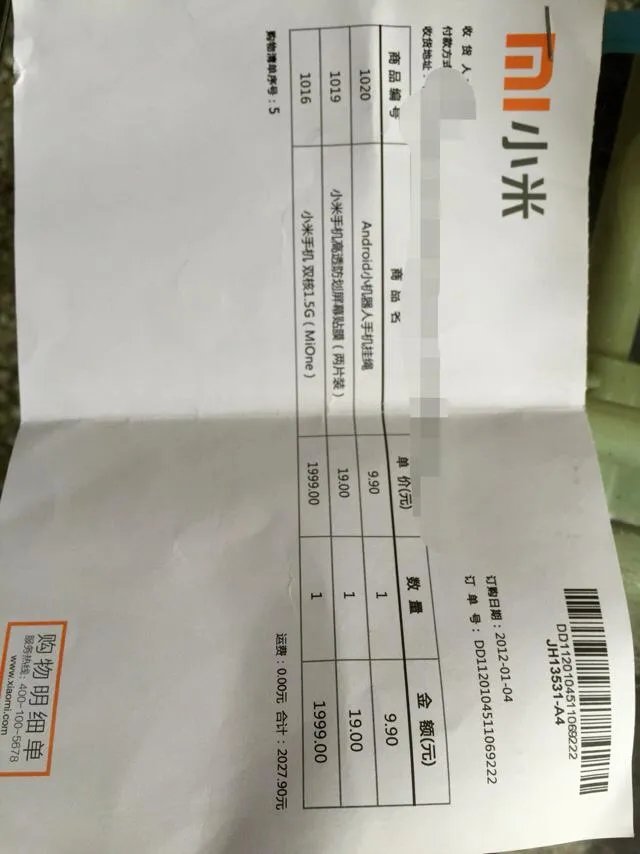 小米
收货人
付款方式
收货地址:
订购日期:2012-01-04
订单号:DD1120104511069222
DD1120104511069222
JH13531-A4
商品编号 商品名 单价(元) 数量 金额(元)
1020 Android小机器人手机挂绳 9.90 1 9.90
1019 小米手机高透防划屏幕贴膜(两片装) 19.00 1 19.00
1016 小米手机 双核1.5G(MiOne) 1999.00 1 1999.00
购物清单序号:5
运费:0.00元 合计:2027.90元
购物明细单
服务热线:400-100-5678
www.xiaomi.com